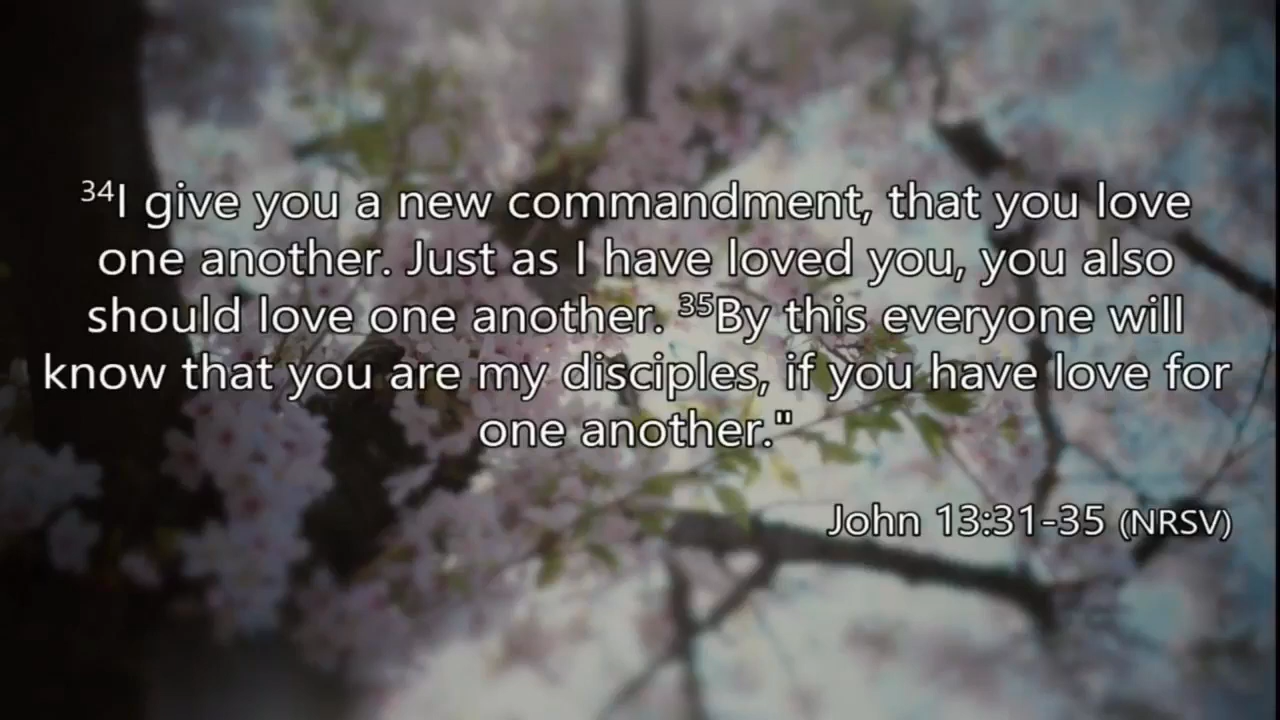 ³⁴I give you a new commandment, that you love
one another. Just as I have loved you, you also
should love one another. ³⁵By this everyone will
know that you are my disciples, if you have love for
one another."
John 13:31-35 (NRSV)